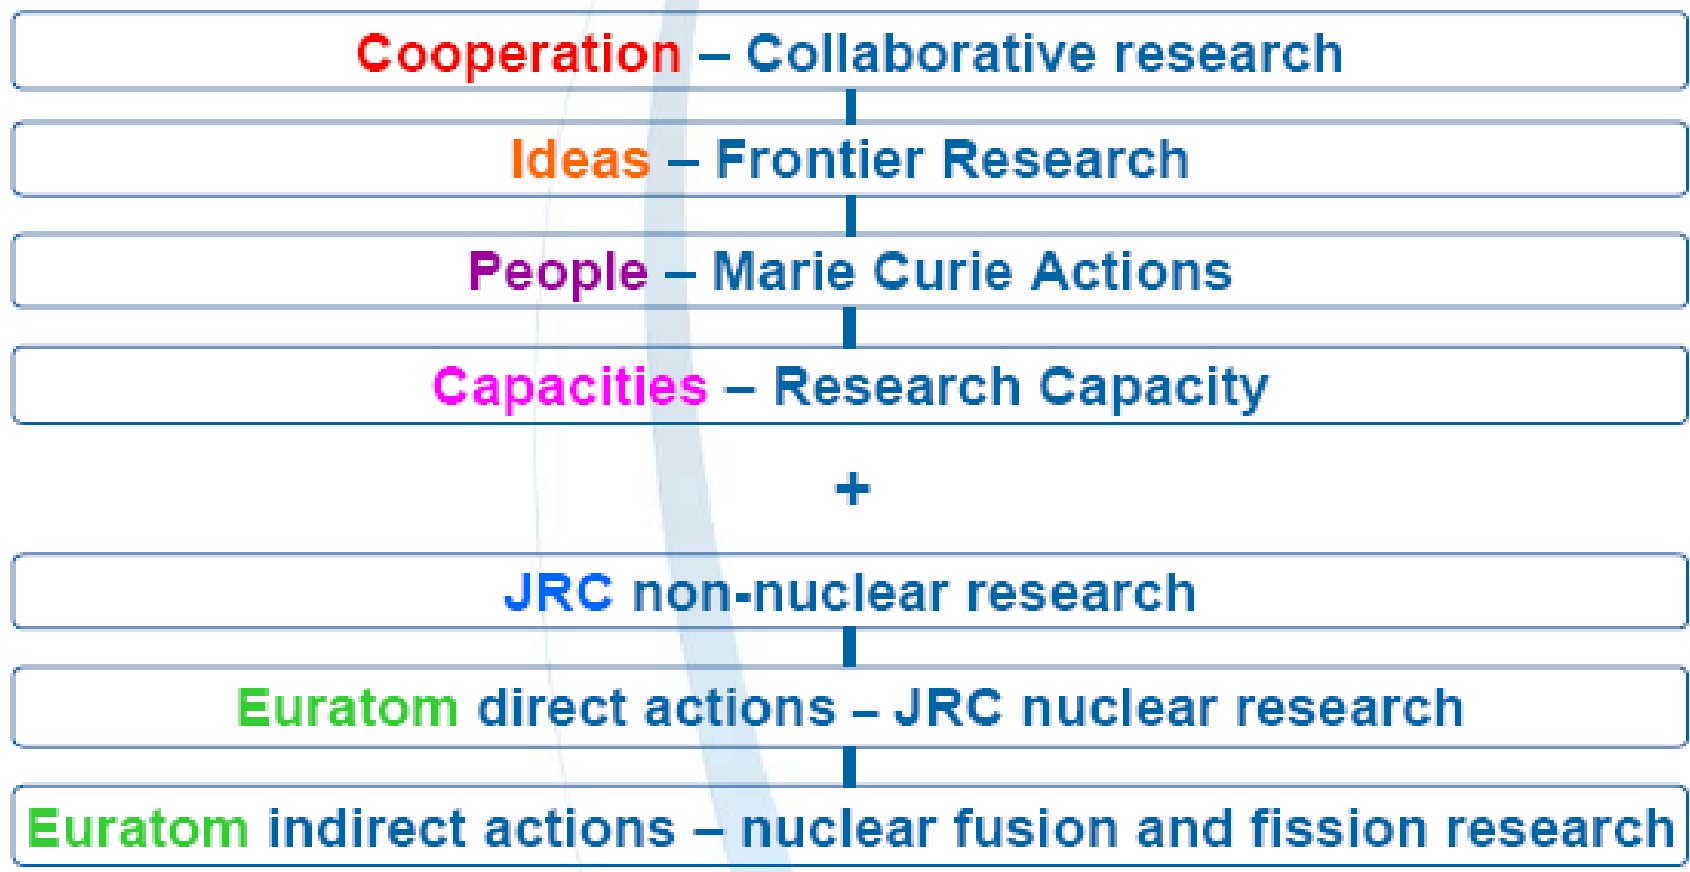 Cooperation – Collaborative research
Ideas – Frontier Research
People – Marie Curie Actions
Capacities – Research Capacity
+
JRC non-nuclear research
Euratom direct actions – JRC nuclear research
Euratom indirect actions – nuclear fusion and fission research